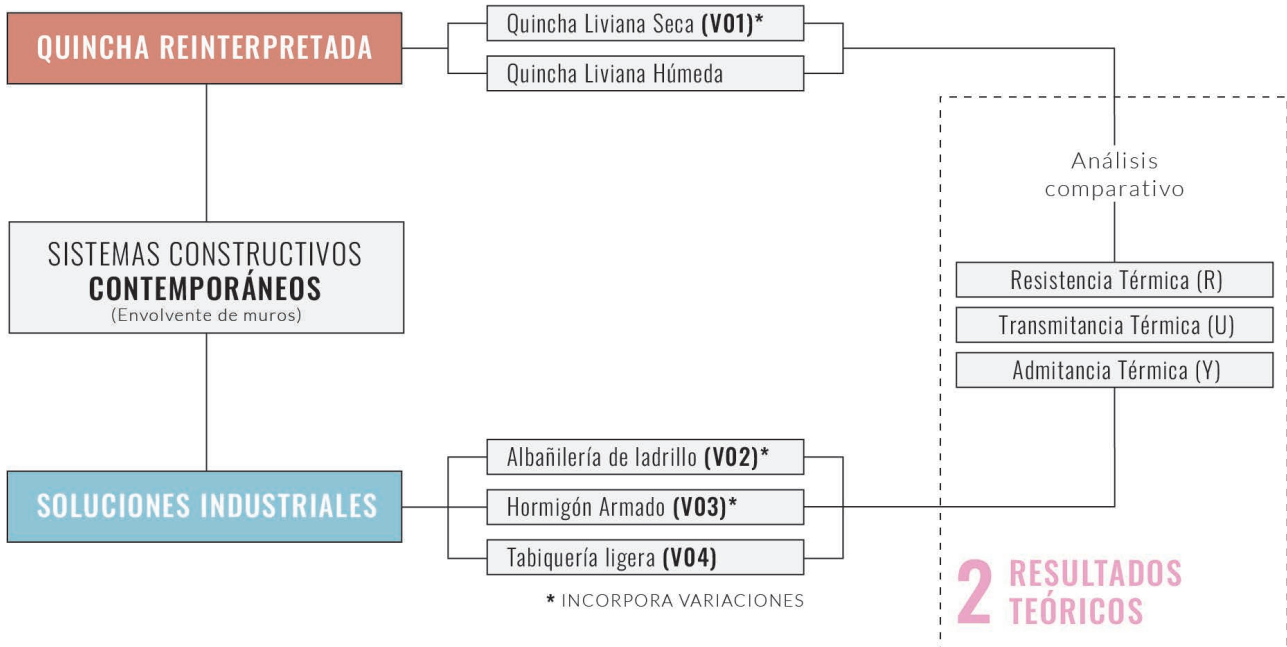 QUINCHA REINTERPRETADA
Quincha Liviana Seca (V01)*
Quincha Liviana Húmeda
Análisis
comparativo
SISTEMAS CONSTRUCTIVOS
CONTEMPORÁNEOS
(Envolvente de muros)
Resistencia Térmica (R)
Transmitancia Térmica (U)
Admitancia Térmica (Y)
SOLUCIONES INDUSTRIALES
Albañilería de ladrillo (V02)*
Hormigón Armado (V03)*
Tabiquería ligera (V04)
* INCORPORA VARIACIONES
2 RESULTADOS
TEÓRICOS